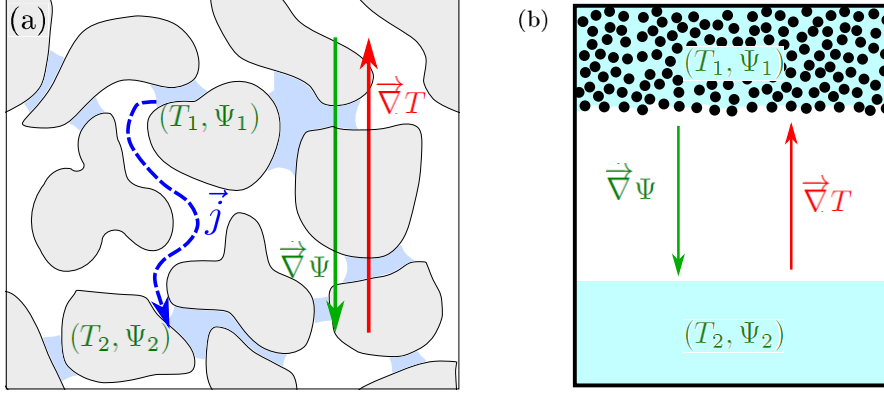 (a)
(T₁, Ψ₁)
∇⃗T
j⃗
∇⃗Ψ
(T₂, Ψ₂)
(b)
(T₁, Ψ₁)
∇⃗Ψ
∇⃗T
(T₂, Ψ₂)